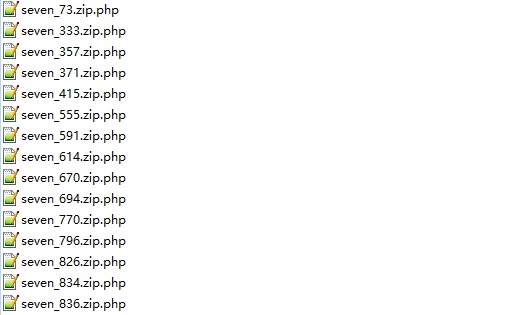 seven_73.zip.php
seven_333.zip.php
seven_357.zip.php
seven_371.zip.php
seven_415.zip.php
seven_555.zip.php
seven_591.zip.php
seven_614.zip.php
seven_670.zip.php
seven_694.zip.php
seven_770.zip.php
seven_796.zip.php
seven_826.zip.php
seven_834.zip.php
seven_836.zip.php